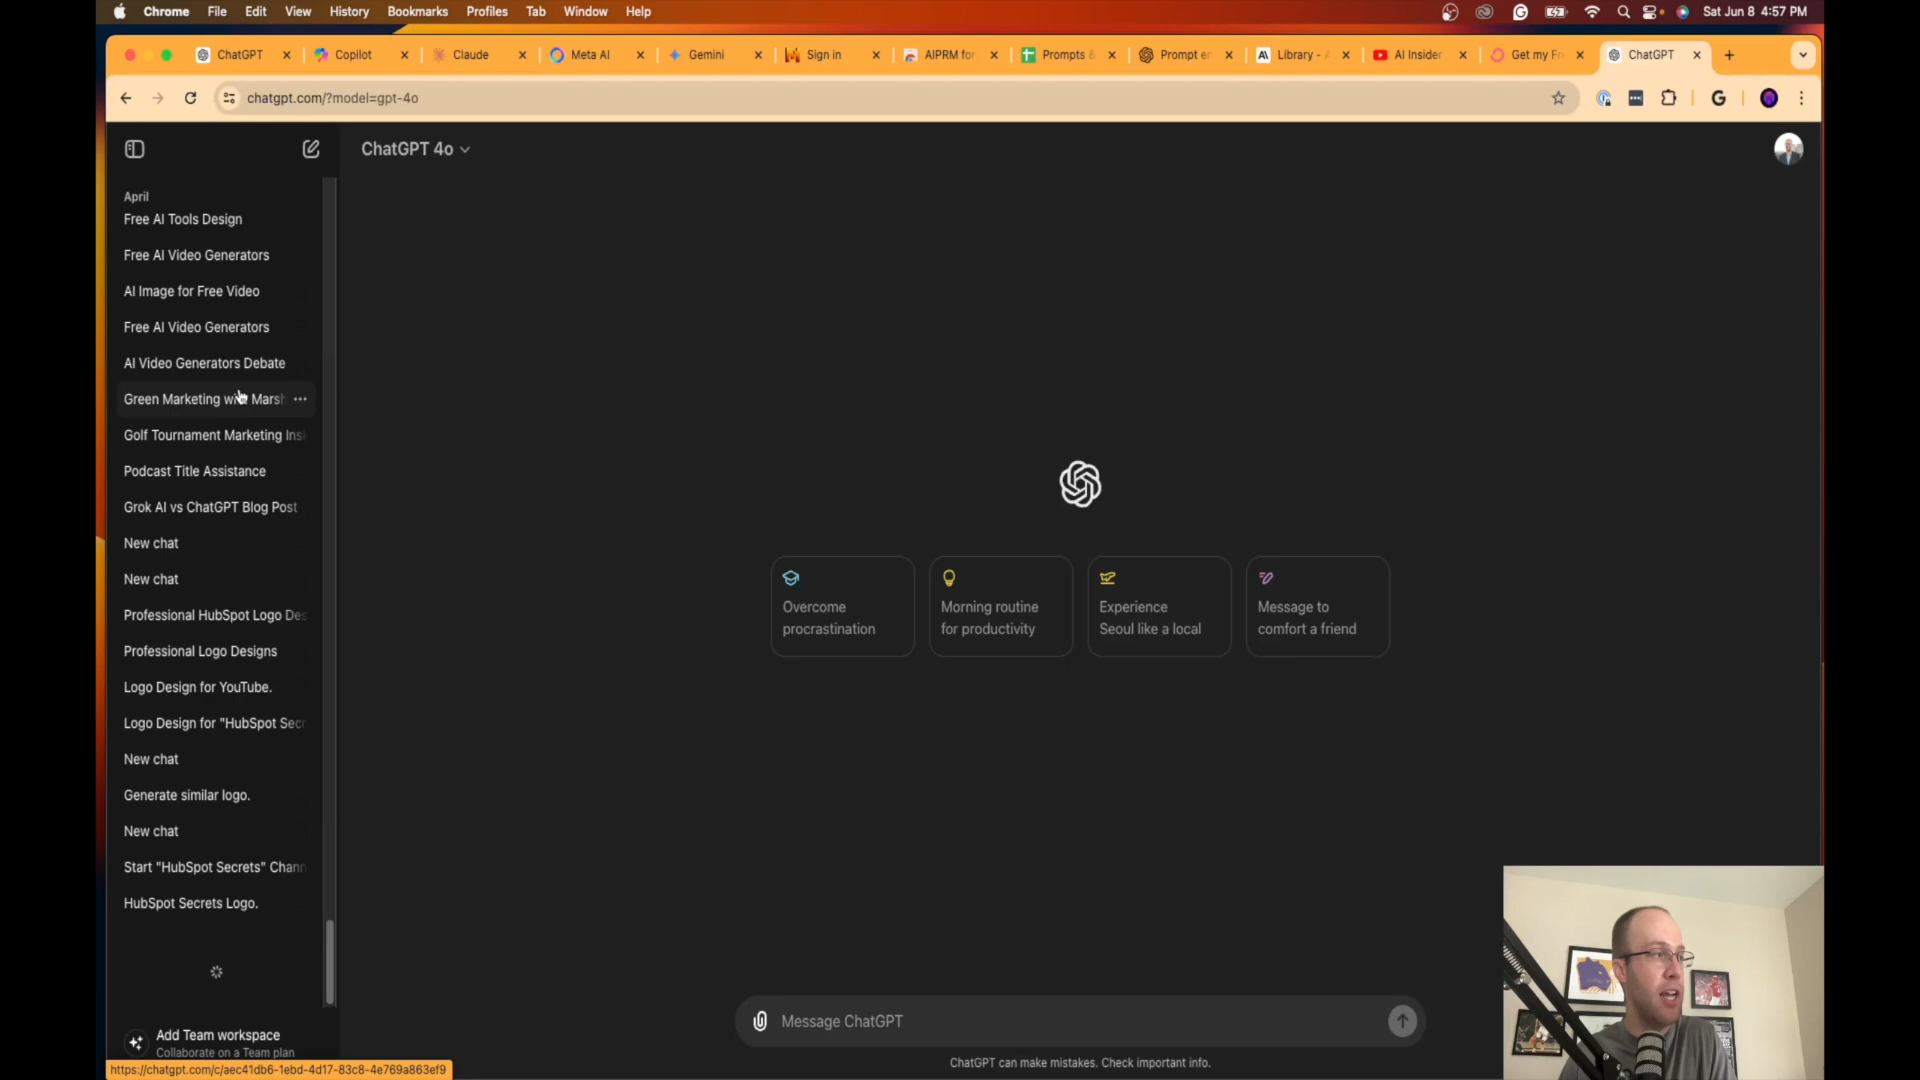 Chrome File Edit View History Bookmarks Profiles Tab Window Help Sat Jun 8 4:57 PM
ChatGPT Copilot Claude Meta AI Gemini Sign in AIPRM for Prompts & Prompt en Library - A AI Insider Get my Fr ChatGPT
chatgpt.com/?model=gpt-4o
ChatGPT 4o
April
Free AI Tools Design
Free AI Video Generators
AI Image for Free Video
Free AI Video Generators
AI Video Generators Debate
Green Marketing with Marsh
Golf Tournament Marketing Insi
Podcast Title Assistance
Grok AI vs ChatGPT Blog Post
New chat
New chat
Professional HubSpot Logo Des
Professional Logo Designs
Logo Design for YouTube.
Logo Design for "HubSpot Secr
New chat
Generate similar logo.
New chat
Start "HubSpot Secrets" Chann
HubSpot Secrets Logo.
Add Team workspace
Collaborate on a Team plan
https://chatgpt.com/c/aec41db6-1ebd-4d17-83c8-4e769a863ef9
Overcome
procrastination
Morning routine
for productivity
Experience
Seoul like a local
Message to
comfort a friend
Message ChatGPT
ChatGPT can make mistakes. Check important info.